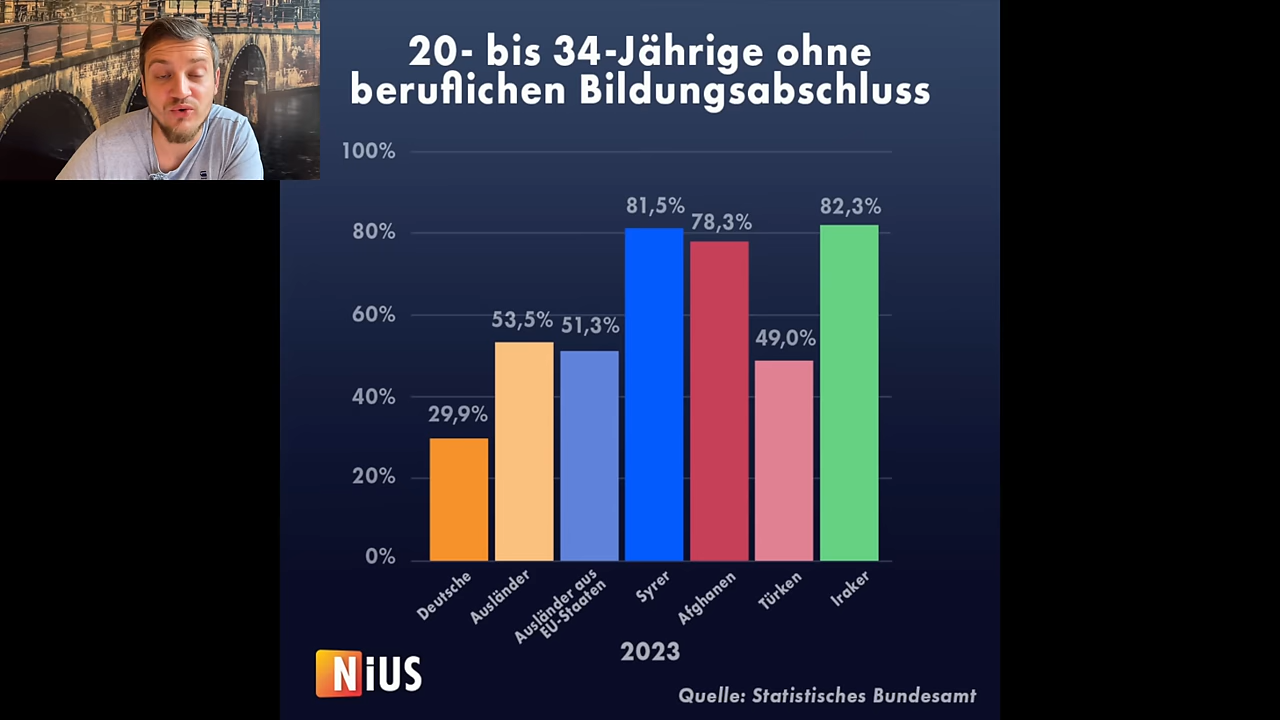 20- bis 34-Jährige ohne
beruflichen Bildungsabschluss
100%
80%
60%
40%
20%
0%
29,9%
53,5%
51,3%
81,5%
78,3%
49,0%
82,3%
Deutsche
Ausländer
Ausländer aus
EU-Staaten
Syrer
Afghanen
Türken
Iraker
2023
NiUS
Quelle: Statistisches Bundesamt